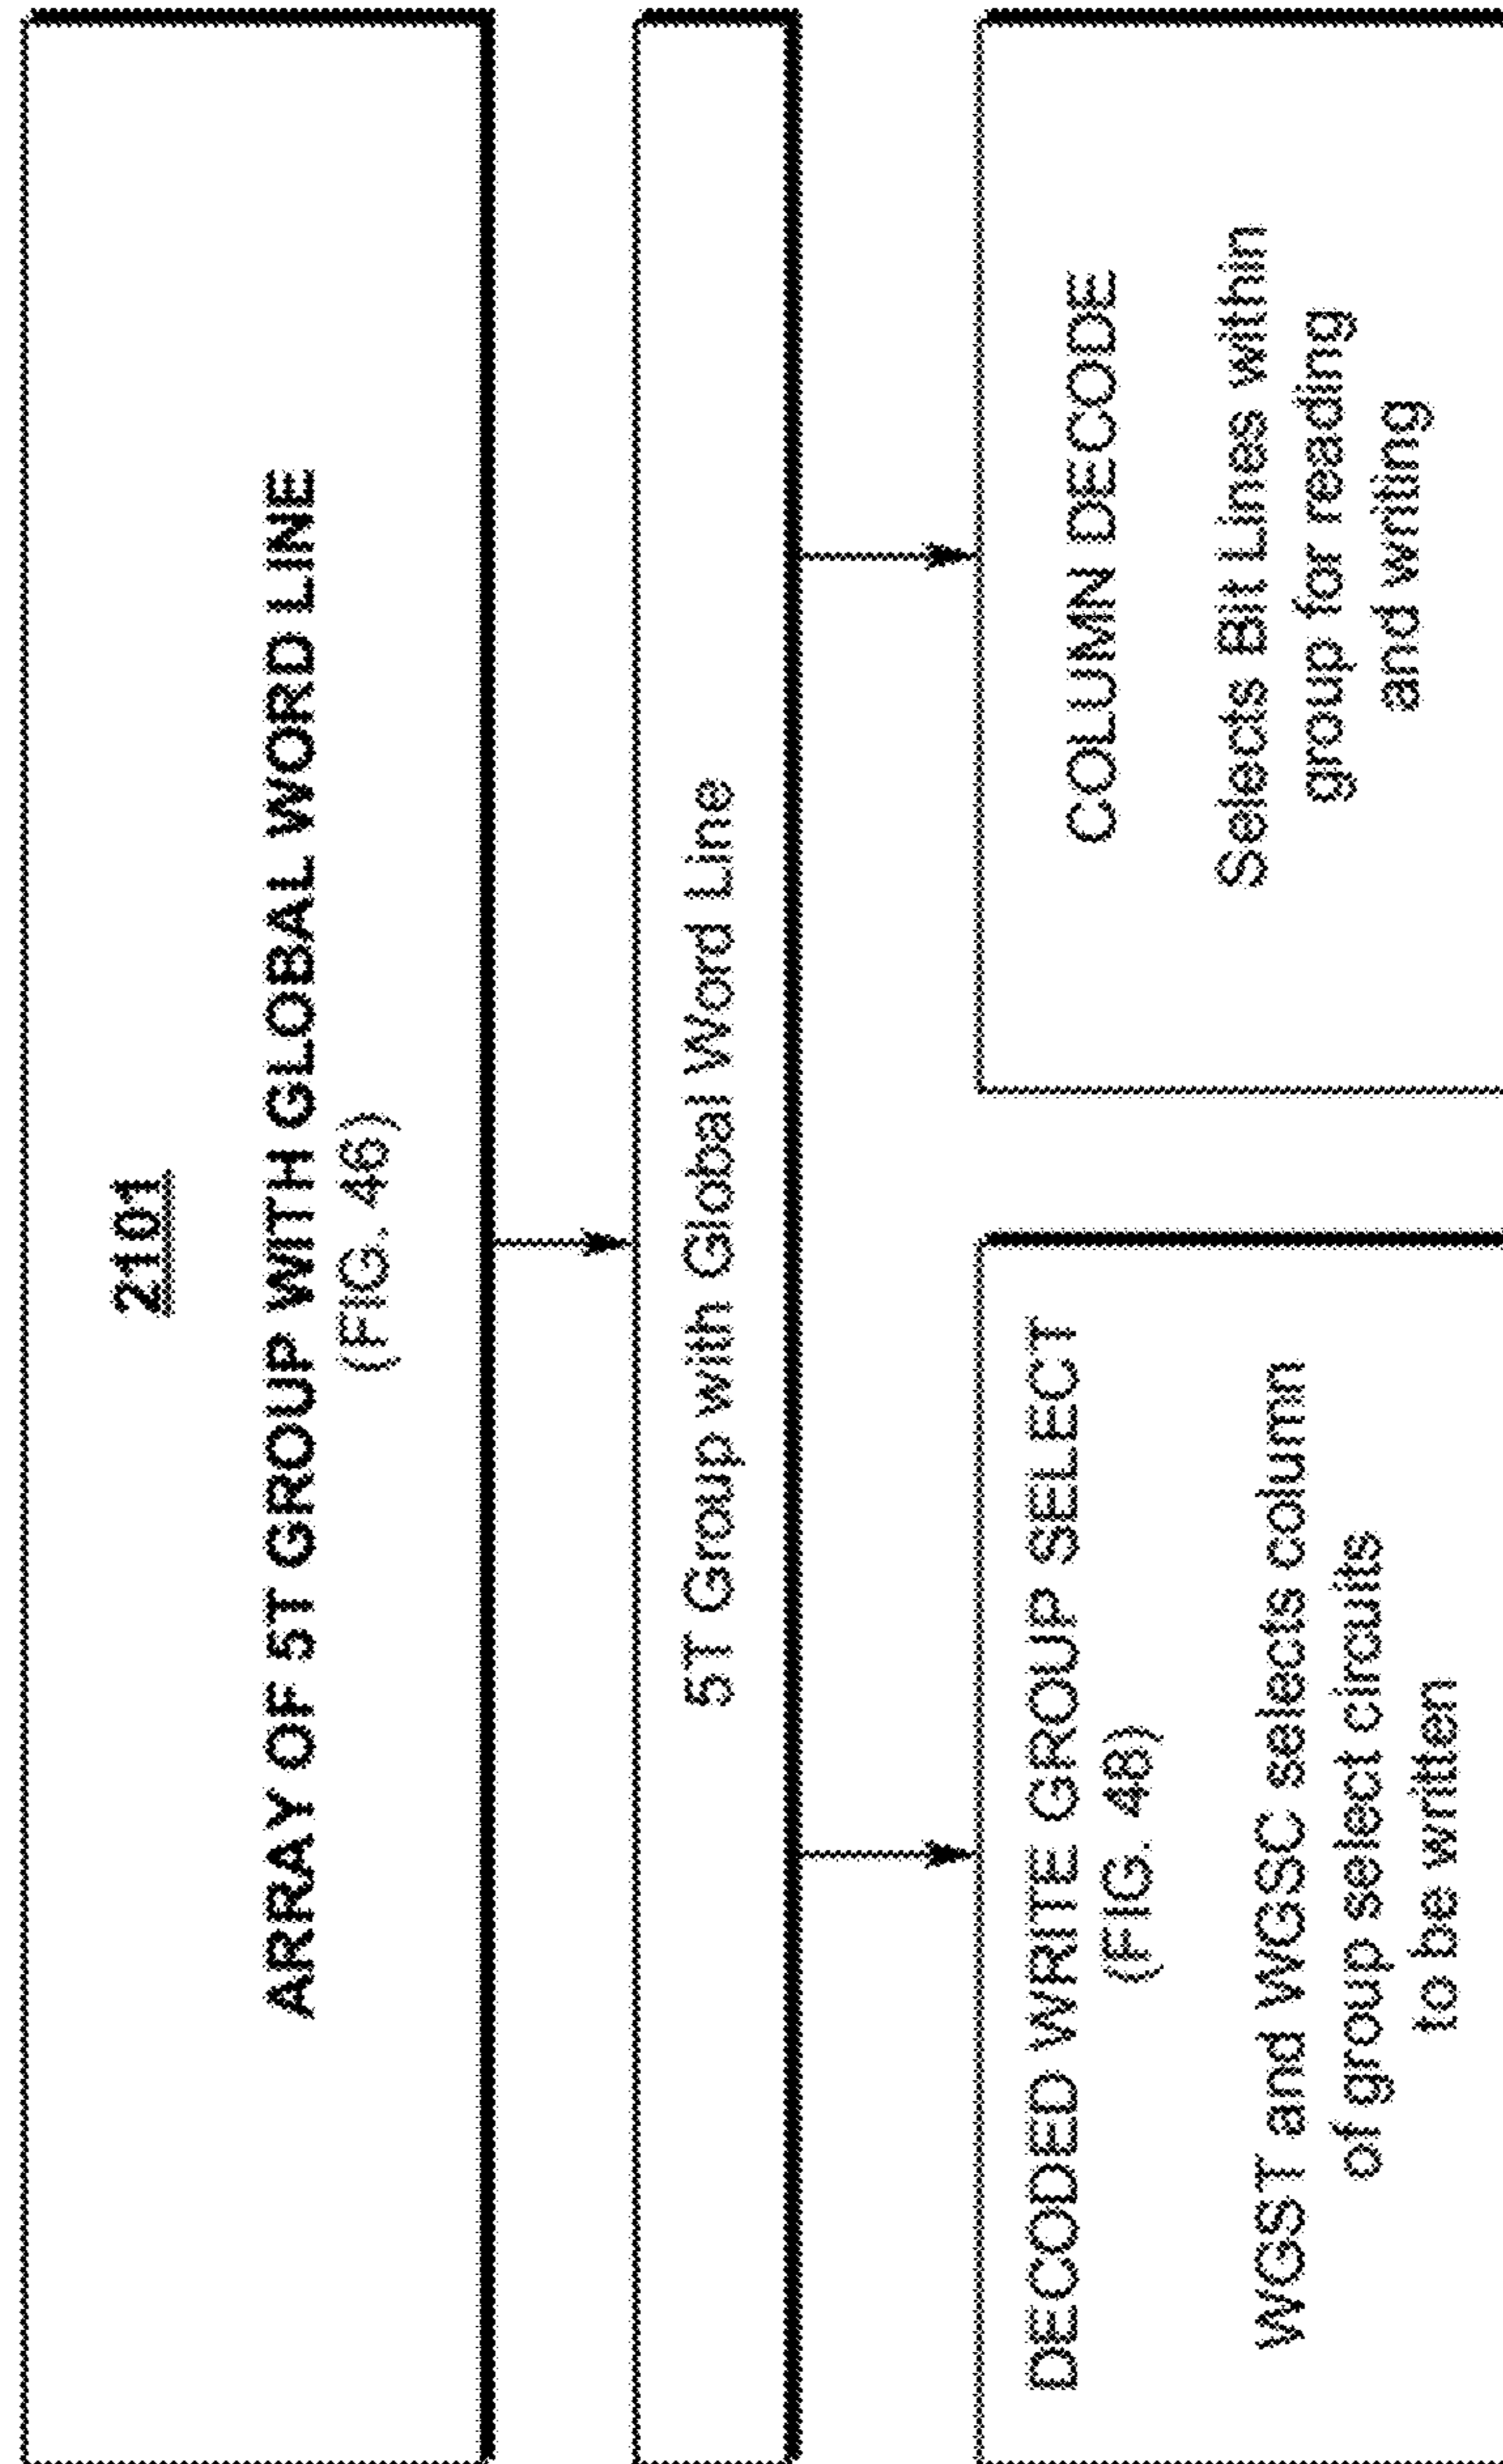 2101
ARRAY OF 5T GROUP WITH GLOBAL WORD LINE
(FIG. 46)
5T Group with Global Word Line
DECODED WRITE GROUP SELECT
(FIG. 48)
WGST and WGSC selects column
of group select circuits
to be written
COLUMN DECODE
Selects Bit Lines within
group for reading
and writing